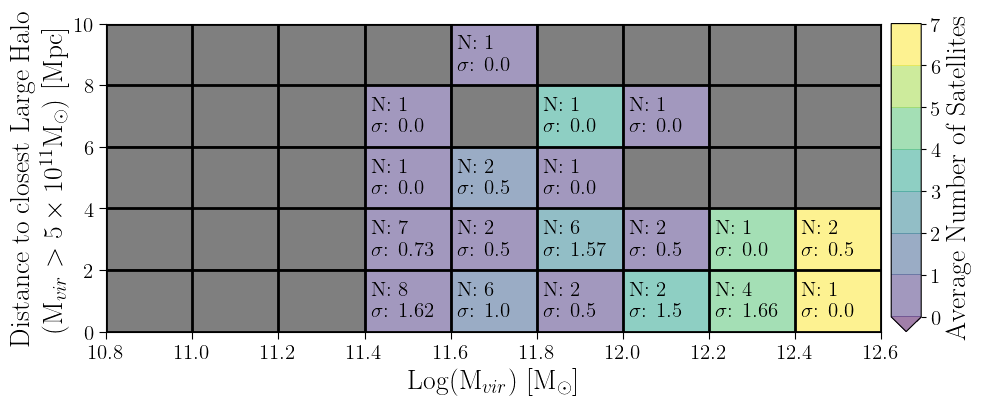 Distance to closest Large Halo
(M_{vir} > 5 × 10^{11}M_⊙) [Mpc]
10
8
6
4
2
0
N: 1
σ: 0.0
N: 1
σ: 0.0
N: 1
σ: 0.0
N: 1
σ: 0.0
N: 1
σ: 0.0
N: 2
σ: 0.5
N: 1
σ: 0.0
N: 7
σ: 0.73
N: 2
σ: 0.5
N: 6
σ: 1.57
N: 2
σ: 0.5
N: 1
σ: 0.0
N: 2
σ: 0.5
N: 8
σ: 1.62
N: 6
σ: 1.0
N: 2
σ: 0.5
N: 2
σ: 1.5
N: 4
σ: 1.66
N: 1
σ: 0.0
10.8 11.0 11.2 11.4 11.6 11.8 12.0 12.2 12.4 12.6
Log(M_{vir}) [M_⊙]
7
6
5
4
3
2
1
0
Average Number of Satellites